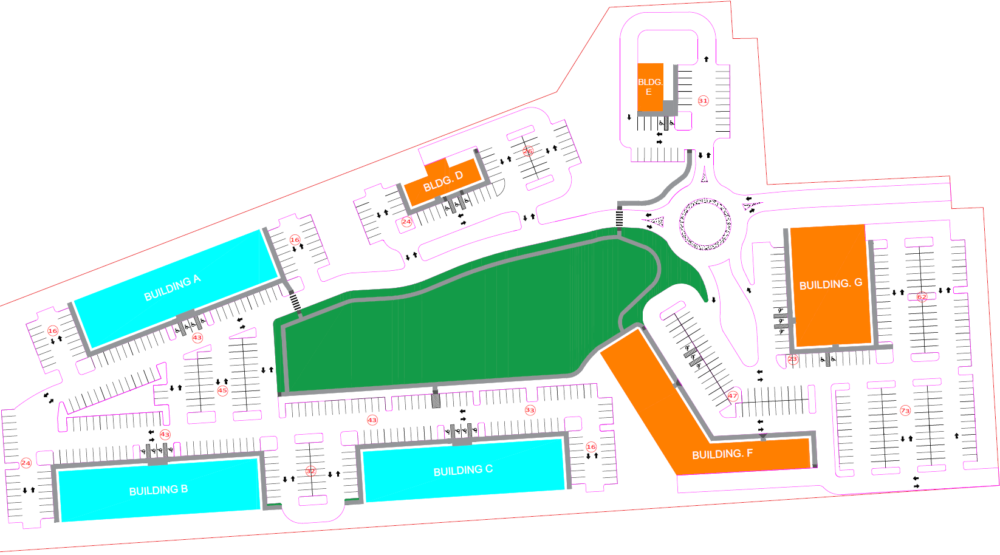 BLDG.
E
31
26
BLDG. D
24
16
BUILDING A
16
43
BUILDING. G
62
23
45
47
43
33
73
43
16
24
32
BUILDING. F
BUILDING C
BUILDING B